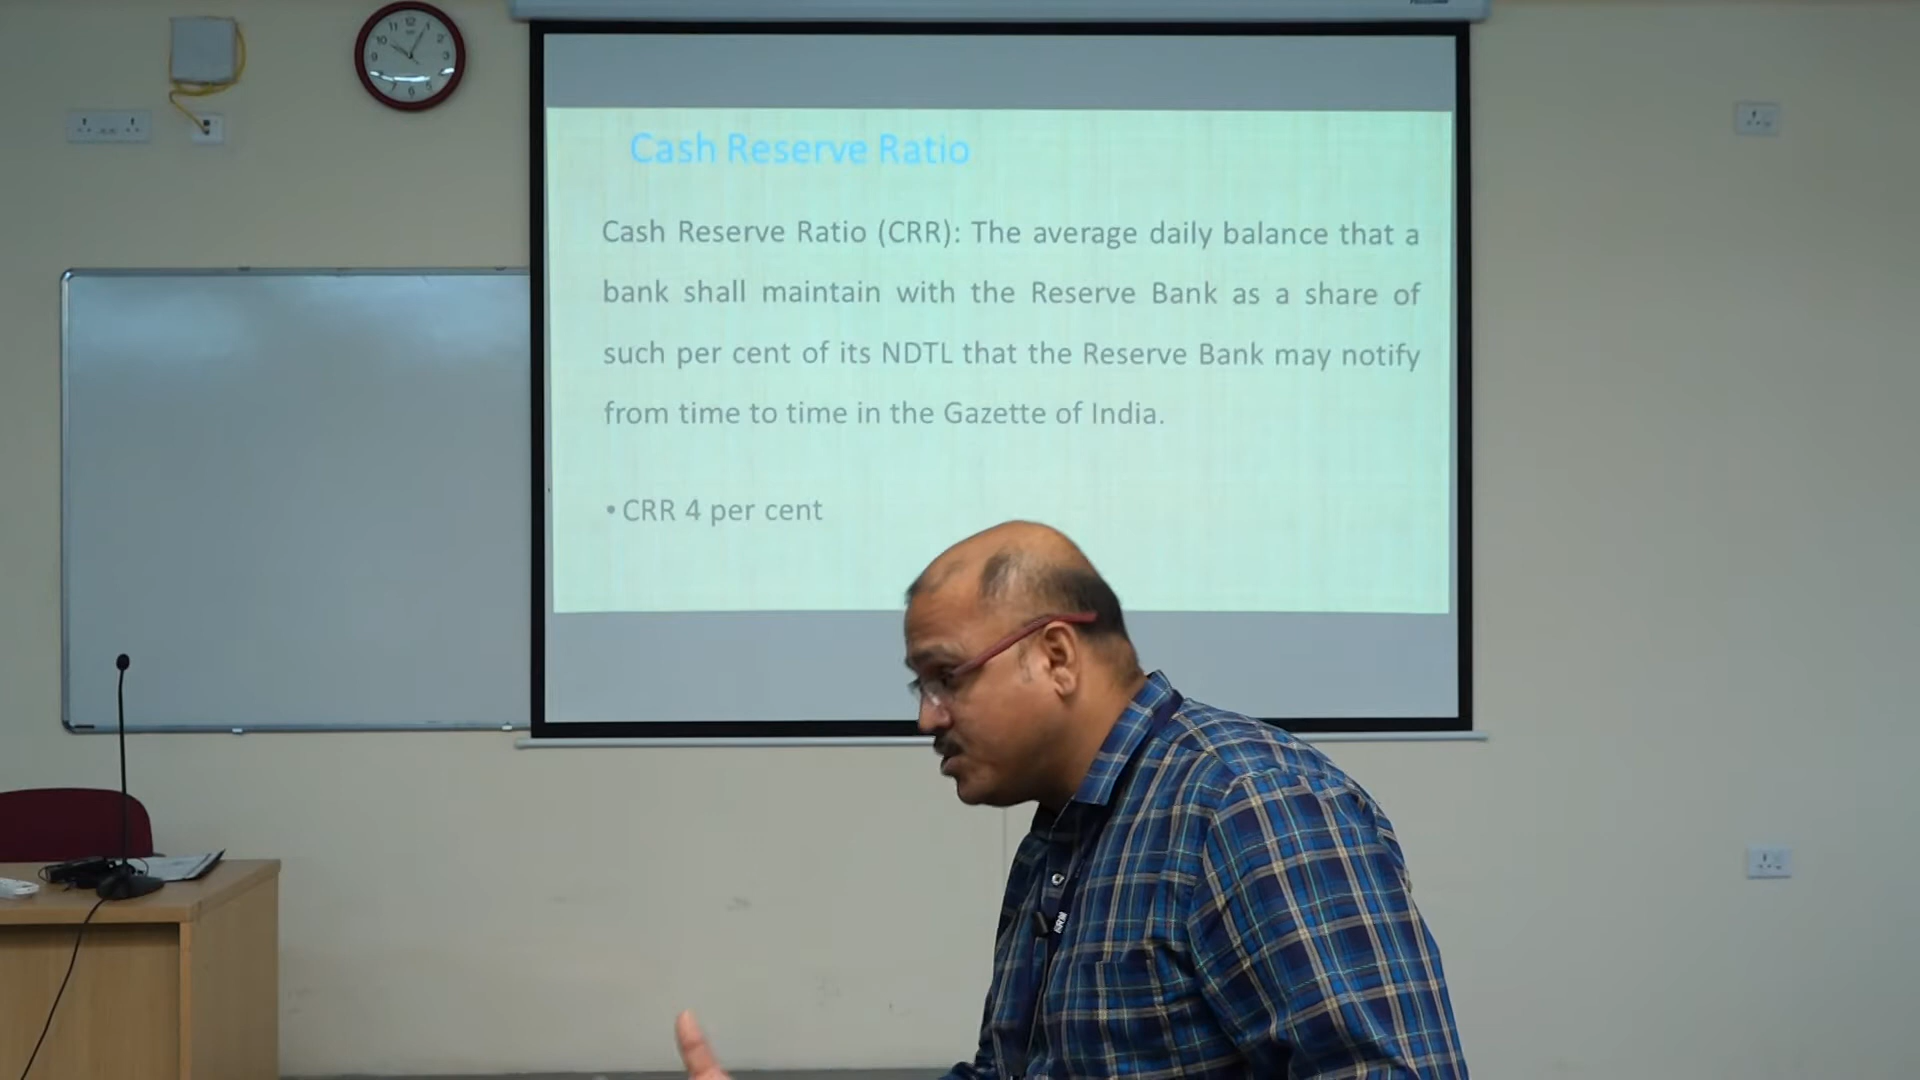 Cash Reserve Ratio
Cash Reserve Ratio (CRR): The average daily balance that a
bank shall maintain with the Reserve Bank as a share of
such per cent of its NDTL that the Reserve Bank may notify
from time to time in the Gazette of India.
• CRR 4 per cent